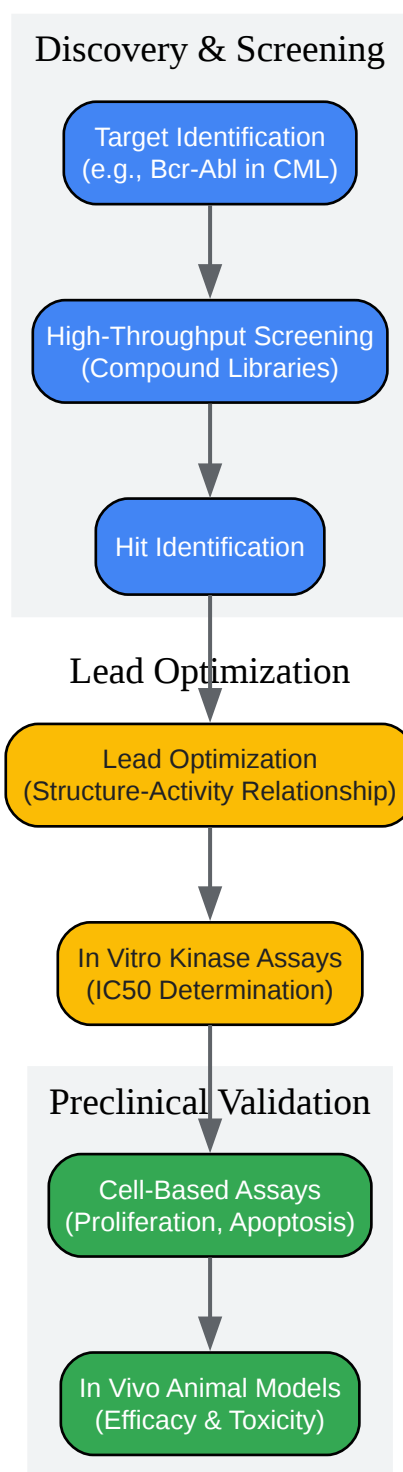 Discovery & Screening
Target Identification
(e.g., Bcr-Abl in CML)
High-Throughput Screening
(Compound Libraries)
Hit Identification
Lead Optimization
Lead Optimization
(Structure-Activity Relationship)
In Vitro Kinase Assays
(IC50 Determination)
Preclinical Validation
Cell-Based Assays
(Proliferation, Apoptosis)
In Vivo Animal Models
(Efficacy & Toxicity)